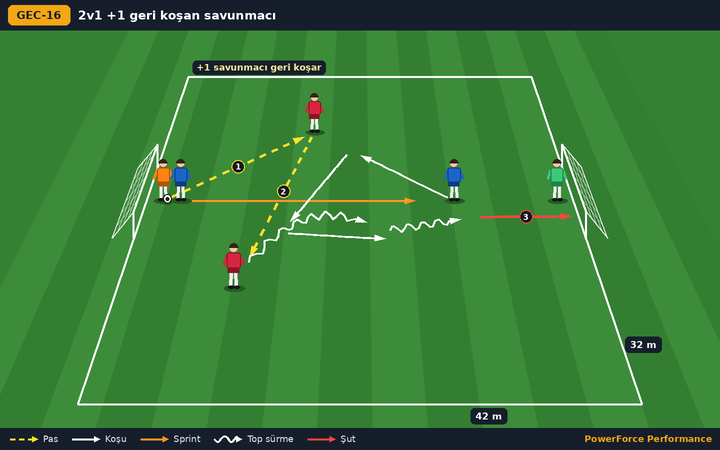 GEC-16 2v1 +1 geri koşan savunmacı
+1 savunmacı geri koşar
1
2
3
32 m
42 m
Pas Koşu Sprint Top sürme Şut PowerForce Performance